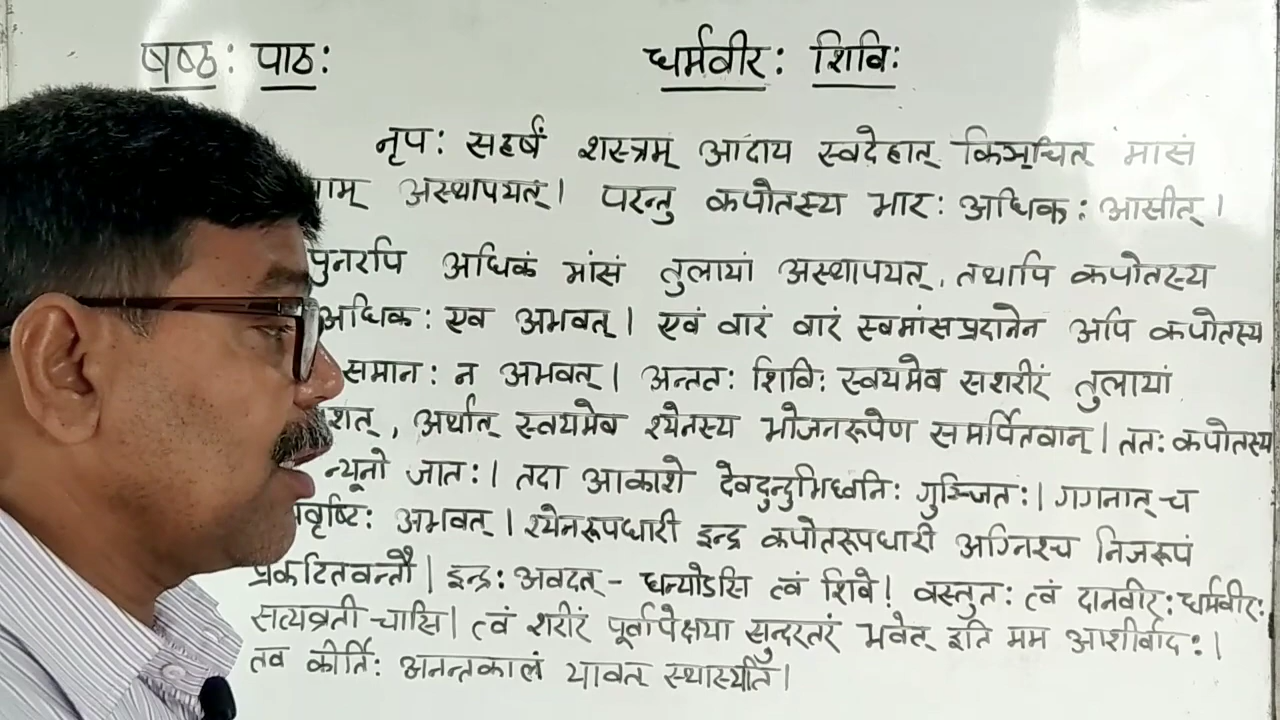 षष्ठः पाठः धर्मवीरः शिविः
नृपः सहर्षं शस्त्रम् आदाय स्वदेहात् किञ्चित् मांसं
अस्थापयत्। परन्तु कपोतस्य भारः अधिकः आसीत्।
पुनरपि अधिकं मांसं तुलायां अस्थापयत्, तथापि कपोतस्य
अधिकः एव अभवत्। एवं वारं वारं स्वमांसप्रदानेन अपि कपोतस्य
समानः न अभवत्। अन्ततः शिविः स्वयमेव सशरीरं तुलायां
अर्थात् स्वयमेव श्येनस्य भोजनरूपेण समर्पितवान्। ततः कपोतस्य
न्यूनो जातः। तदा आकाशे देवदुन्दुभिध्वनिः गुञ्जितः। गगनात् च
अभवत्। श्येनरूपधारी इन्द्र कपोतरूपधारी अग्निश्च निजरूपं
प्रकटितवन्तौ। इन्द्रः अवदत् - धन्योऽसि त्वं शिवे! वस्तुतः त्वं दानवीरः धर्मवीरः
सत्यव्रती चासि। त्वं शरीरं पूर्वापेक्षया सुन्दरतरं भवेत् इति मम आशीर्वादः।
तव कीर्तिः अनन्तकालं यावत् स्थास्यति।